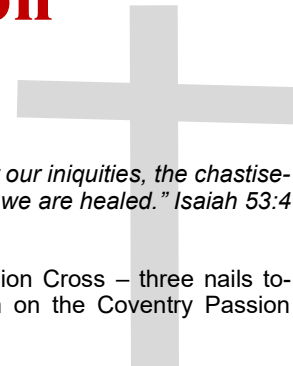 our iniquities, the chastise-
we are healed.” Isaiah 53:4
ion Cross – three nails to-
on the Coventry Passion